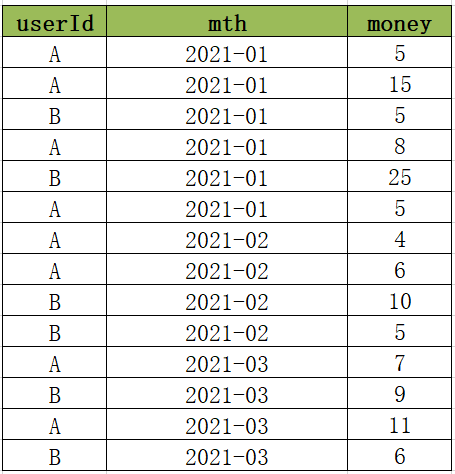 userId mth money
A 2021-01 5
A 2021-01 15
B 2021-01 5
A 2021-01 8
B 2021-01 25
A 2021-01 5
A 2021-02 4
A 2021-02 6
B 2021-02 10
B 2021-02 5
A 2021-03 7
B 2021-03 9
A 2021-03 11
B 2021-03 6